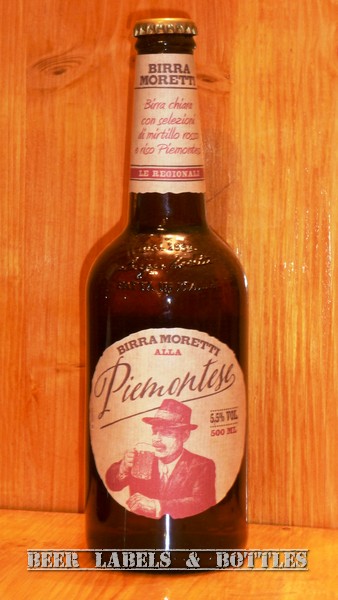 BIRRA
MORETTI
Birra chiara
con selezioni
di mirtillo rosso
e riso Piemontese
LE REGIONALI
BIRRA MORETTI
ALLA
Piemontese
5,5% VOL.
500 ML
BEER LABELS & BOTTLES